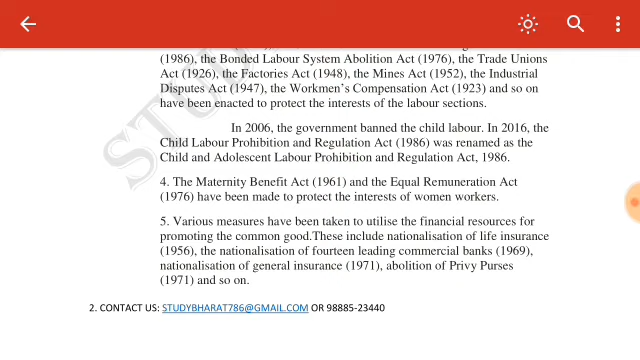 (1986), the Bonded Labour System Abolition Act (1976), the Trade Unions
Act (1926), the Factories Act (1948), the Mines Act (1952), the Industrial
Disputes Act (1947), the Workmen's Compensation Act (1923) and so on
have been enacted to protect the interests of the labour sections.
In 2006, the government banned the child labour. In 2016, the
Child Labour Prohibition and Regulation Act (1986) was renamed as the
Child and Adolescent Labour Prohibition and Regulation Act, 1986.
4. The Maternity Benefit Act (1961) and the Equal Remuneration Act
(1976) have been made to protect the interests of women workers.
5. Various measures have been taken to utilise the financial resources for
promoting the common good.These include nationalisation of life insurance
(1956), the nationalisation of fourteen leading commercial banks (1969),
nationalisation of general insurance (1971), abolition of Privy Purses
(1971) and so on.
2. CONTACT US: STUDYBHARAT786@GMAIL.COM OR 98885-23440
STUDY